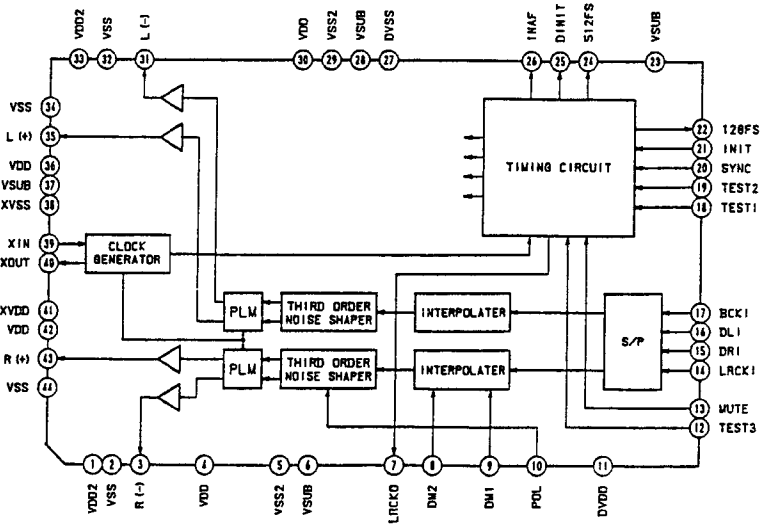 VDD2
VSS
L (-)
VDD
VSS2
VSUB
DVSS
INAF
DINIT
512FS
VSUB
33
32
31
30
29
28
27
26
25
24
23
VSS
34
L (+)
35
VDD
36
VSUB
37
XVSS
38
XIN
39
XOUT
40
XVDD
41
VDD
42
R (+)
43
VSS
44
TIMING CIRCUIT
CLOCK
GENERATOR
PLM
THIRD ORDER
NOISE SHAPER
INTERPOLATER
PLM
THIRD ORDER
NOISE SHAPER
INTERPOLATER
S/P
22
128FS
21
INIT
20
SYNC
19
TEST2
18
TEST1
17
BCKI
16
DLI
15
DRI
14
LRCKI
13
MUTE
12
TEST3
1
2
3
4
5
6
7
8
9
10
11
VDD2
VSS
R (-)
VDD
VSS2
VSUB
LRCKO
DM2
DM1
POL
DVDD